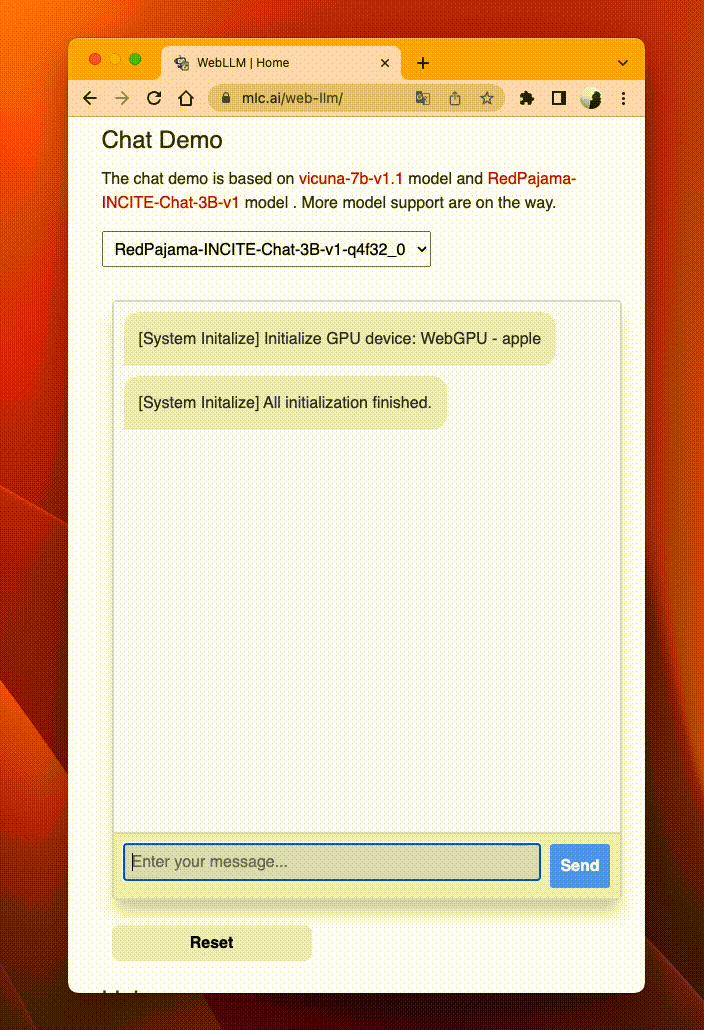 WebLLM | Home
mlc.ai/web-llm/
Chat Demo
The chat demo is based on vicuna-7b-v1.1 model and RedPajama-
INCITE-Chat-3B-v1 model . More model support are on the way.
RedPajama-INCITE-Chat-3B-v1-q4f32_0
[System Initalize] Initialize GPU device: WebGPU - apple
[System Initalize] All initialization finished.
Enter your message...
Send
Reset